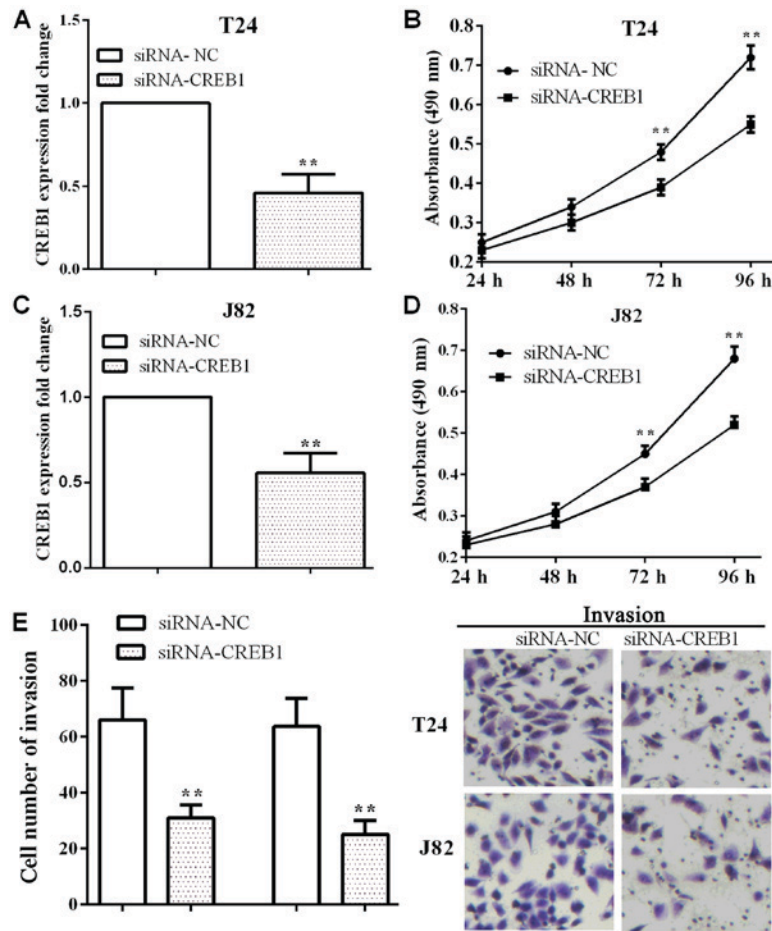 A
T24
siRNA- NC
siRNA-CREB1
CREB1 expression fold change
1.5
1.0
0.5
0.0
**
B
T24
siRNA- NC
siRNA-CREB1
Absorbance (490 nm)
0.8
0.7
0.6
0.5
0.4
0.3
0.2
**
**
24 h 48 h 72 h 96 h
C
J82
siRNA-NC
siRNA-CREB1
CREB1 expression fold change
1.5
1.0
0.5
0.0
**
D
J82
siRNA-NC
siRNA-CREB1
Absorbance (490 nm)
0.8
0.7
0.6
0.5
0.4
0.3
0.2
**
**
24 h 48 h 72 h 96 h
E
siRNA-NC
siRNA-CREB1
Cell number of invasion
100
80
60
40
20
0
**
**
Invasion
siRNA-NC siRNA-CREB1
T24
J82